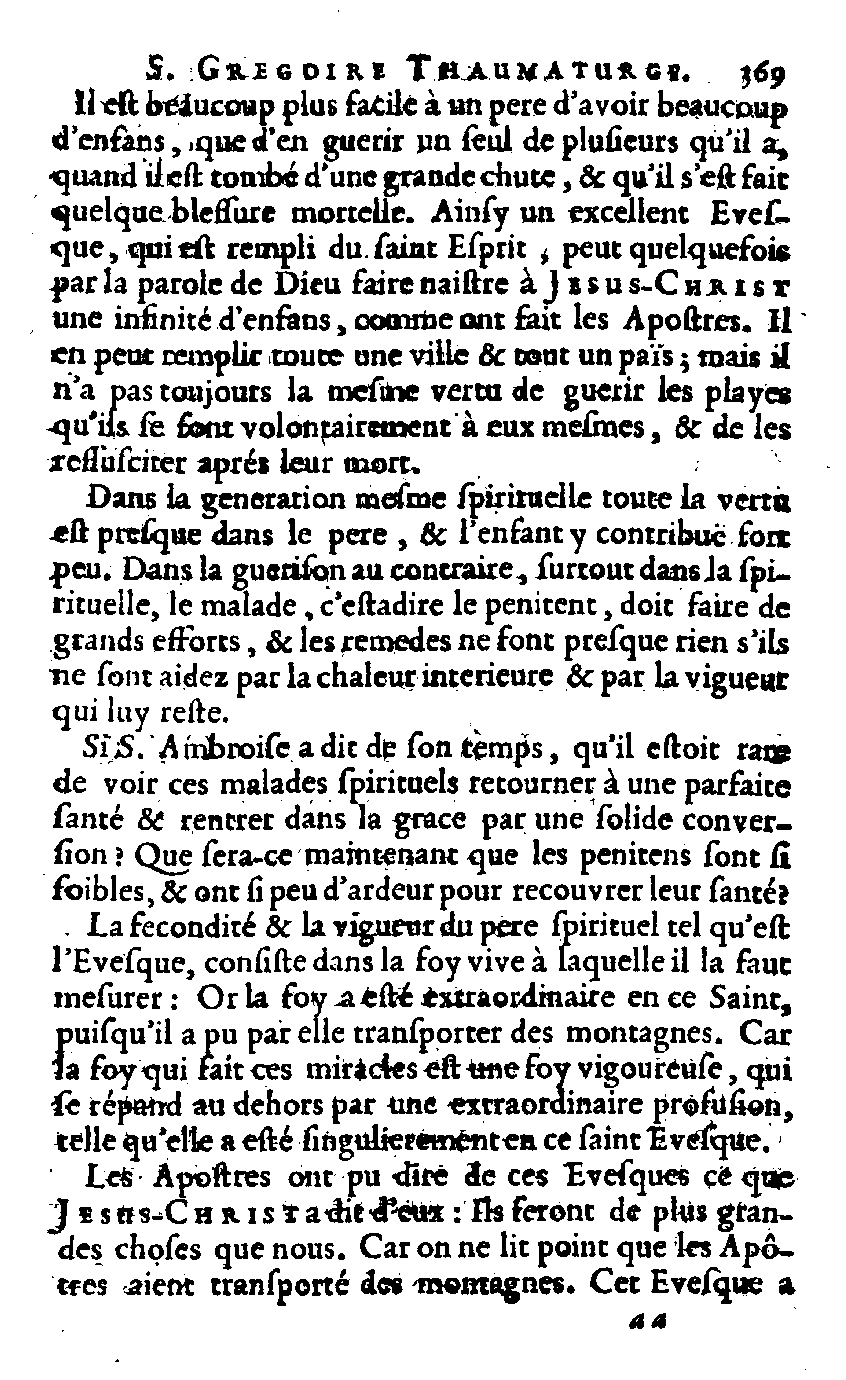 S. GREGOIRE THAUMATURGE. 369
Il est beaucoup plus facile à un pere d'avoir beaucoup
d'enfans, que d'en guerir un ſeul de pluſieurs qu'il a,
quand il eſt tombé d'une grande chute, & qu'il s'eſt fait
quelque bleſſure mortelle. Ainſy un excellent Eveſ-
que, qui eſt rempli du ſaint Eſprit, peut quelquefois
par la parole de Dieu faire naiſtre à JESUS-CHRIST
une infinité d'enfans, comme ont fait les Apoſtres. Il
en peut remplir toute une ville & tout un païs; mais il
n'a pas toujours la meſme vertu de guerir les playes
qu'ils ſe font volontairement à eux meſmes, & de les
reſſuſciter aprés leur mort.
Dans la generation meſme ſpirituelle toute la vertu
eſt preſque dans le pere, & l'enfant y contribuë fort
peu. Dans la gueriſon au contraire, ſurtout dans la ſpi-
rituelle, le malade, c'eſtadire le penitent, doit faire de
grands efforts, & les remedes ne font preſque rien s'ils
ne ſont aidez par la chaleur interieure & par la vigueur
qui luy reſte.
Si S. Ambroiſe a dit de ſon temps, qu'il eſtoit rare
de voir ces malades ſpirituels retourner à une parfaite
ſanté & rentrer dans la grace par une ſolide conver-
ſion? Que ſera-ce maintenant que les penitens ſont ſi
foibles, & ont ſi peu d'ardeur pour recouvrer leur ſanté?
La fecondité & la vigueur du pere ſpirituel tel qu'eſt
l'Eveſque, conſiſte dans la foy vive à laquelle il la faut
meſurer: Or la foy a eſté extraordinaire en ce Saint,
puiſqu'il a pu par elle tranſporter des montagnes. Car
la foy qui fait ces miracles eſt une foy vigoureuſe, qui
ſe répand au dehors par une extraordinaire profuſion,
telle qu'elle a eſté ſingulierement en ce ſaint Eveſque.
Les Apoſtres ont pu dire de ces Eveſques ce que
JESUS-CHRIST a dit d'eux: Ils feront de plus gran-
des choſes que nous. Car on ne lit point que les Apô-
tres aient tranſporté des montagnes. Cet Eveſque a
aa